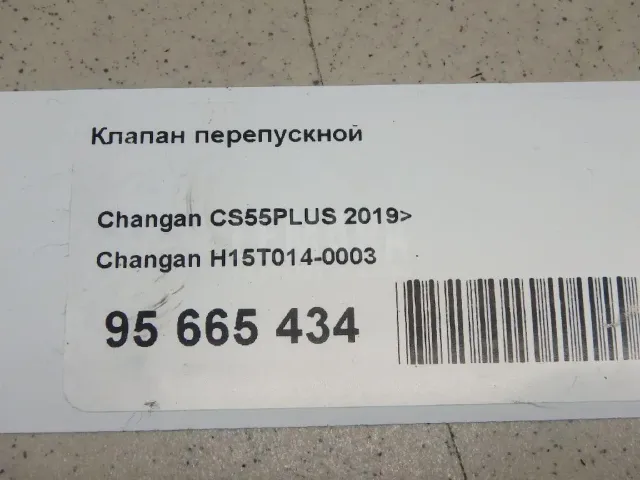 Клапан перепускной
Changan CS55PLUS 2019>
Changan H15T014-0003
95 665 434